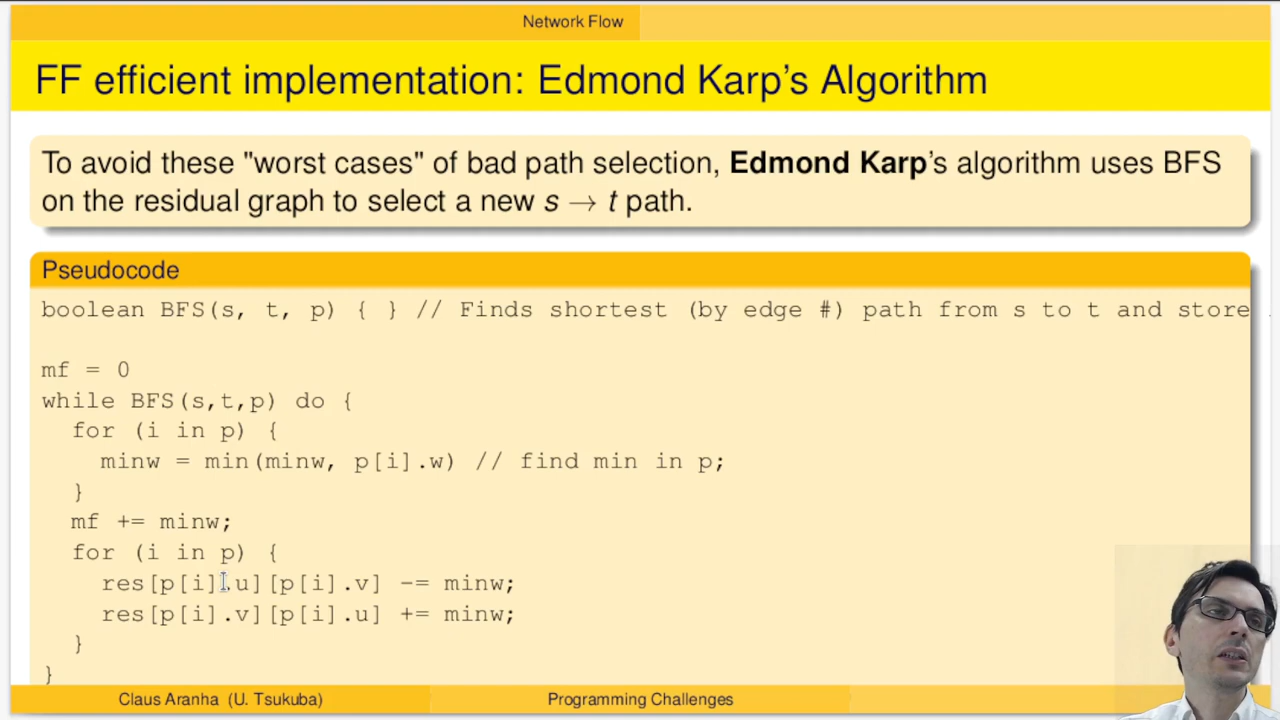 Network Flow
FF efficient implementation: Edmond Karp's Algorithm
To avoid these "worst cases" of bad path selection, Edmond Karp's algorithm uses BFS
on the residual graph to select a new s → t path.
Pseudocode
boolean BFS(s, t, p) { } // Finds shortest (by edge #) path from s to t and store
mf = 0
while BFS(s,t,p) do {
for (i in p) {
minw = min(minw, p[i].w) // find min in p;
}
mf += minw;
for (i in p) {
res[p[i].u][p[i].v] -= minw;
res[p[i].v][p[i].u] += minw;
}
}
Claus Aranha (U. Tsukuba)
Programming Challenges